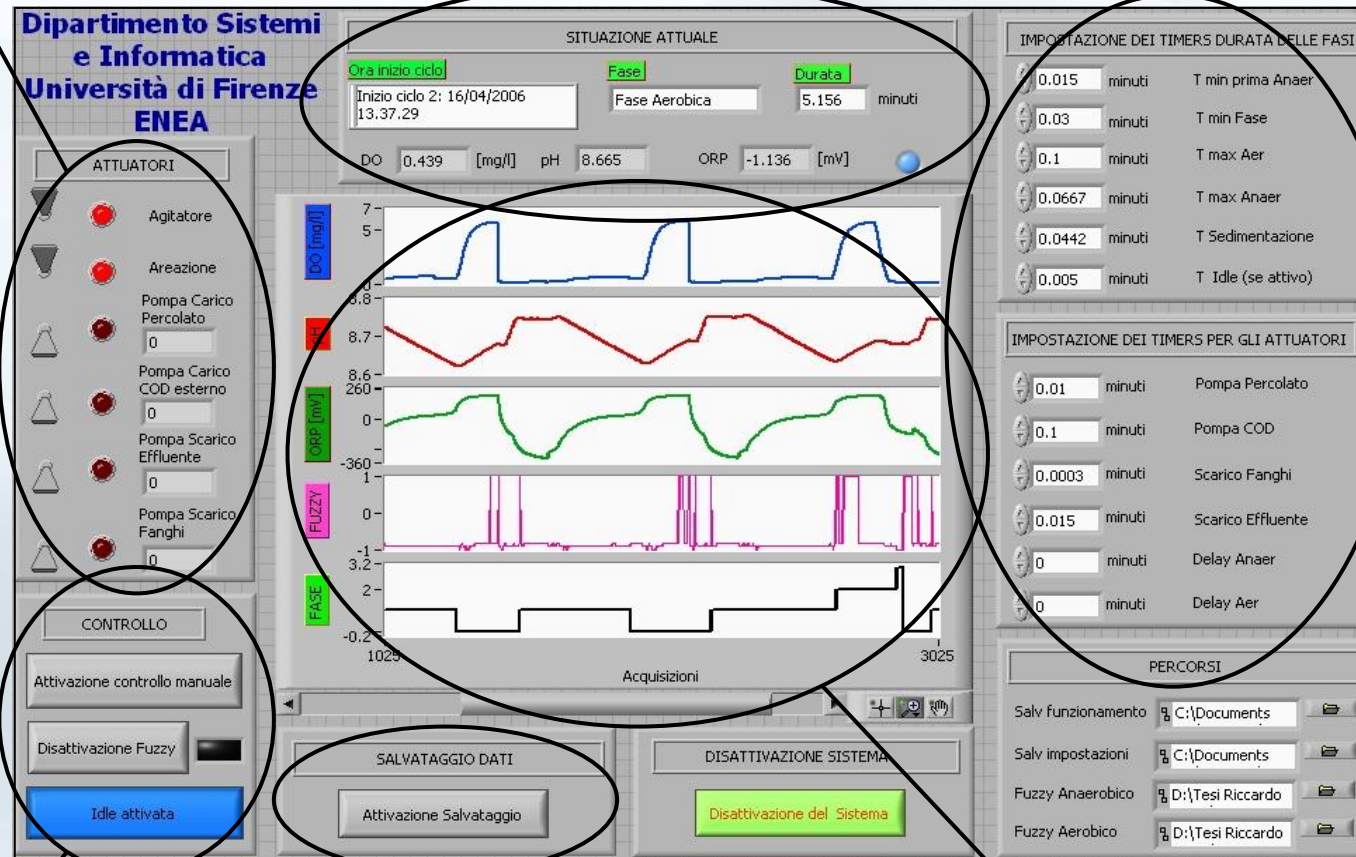 Dipartimento Sistemi
e Informatica
Università di Firenze
ENEA
ATTUATORI
Agitatore
Areazione
Pompa Carico
Percolato
0
Pompa Carico
COD esterno
0
Pompa Scarico
Effluente
0
Pompa Scarico
Fanghi
0
CONTROLLO
Attivazione controllo manuale
Disattivazione Fuzzy
Idle attivata
SITUAZIONE ATTUALE
Ora inizio ciclo
Fase
Durata
Inizio ciclo 2: 16/04/2006
13.37.29
Fase Aerobica
5.156 minuti
DO 0.439 [mg/l] pH 8.665 ORP -1.136 [mV]
DO [mg/l]
7-
5-
pH
8.7-
8.6-
ORP [mV]
260-
0-
-360-
FUZZY
1-
0-
-1-
FASE
3.2-
2-
-0.2-
1025
3025
Acquisizioni
SALVATAGGIO DATI
Attivazione Salvataggio
DISATTIVAZIONE SISTEMA
Disattivazione del Sistema
IMPOSTAZIONE DEI TIMERS DURATA DELLE FASI
0.015 minuti T min prima Anaer
0.03 minuti T min Fase
0.1 minuti T max Aer
0.0667 minuti T max Anaer
0.0442 minuti T Sedimentazione
0.005 minuti T Idle (se attivo)
IMPOSTAZIONE DEI TIMERS PER GLI ATTUATORI
0.01 minuti Pompa Percolato
0.1 minuti Pompa COD
0.0003 minuti Scarico Fanghi
0.015 minuti Scarico Effluente
0 minuti Delay Anaer
0 minuti Delay Aer
PERCORSI
Salv funzionamento C:\Documents
Salv impostazioni C:\Documents
Fuzzy Anaerobico D:\Tesi Riccardo
Fuzzy Aerobico D:\Tesi Riccardo